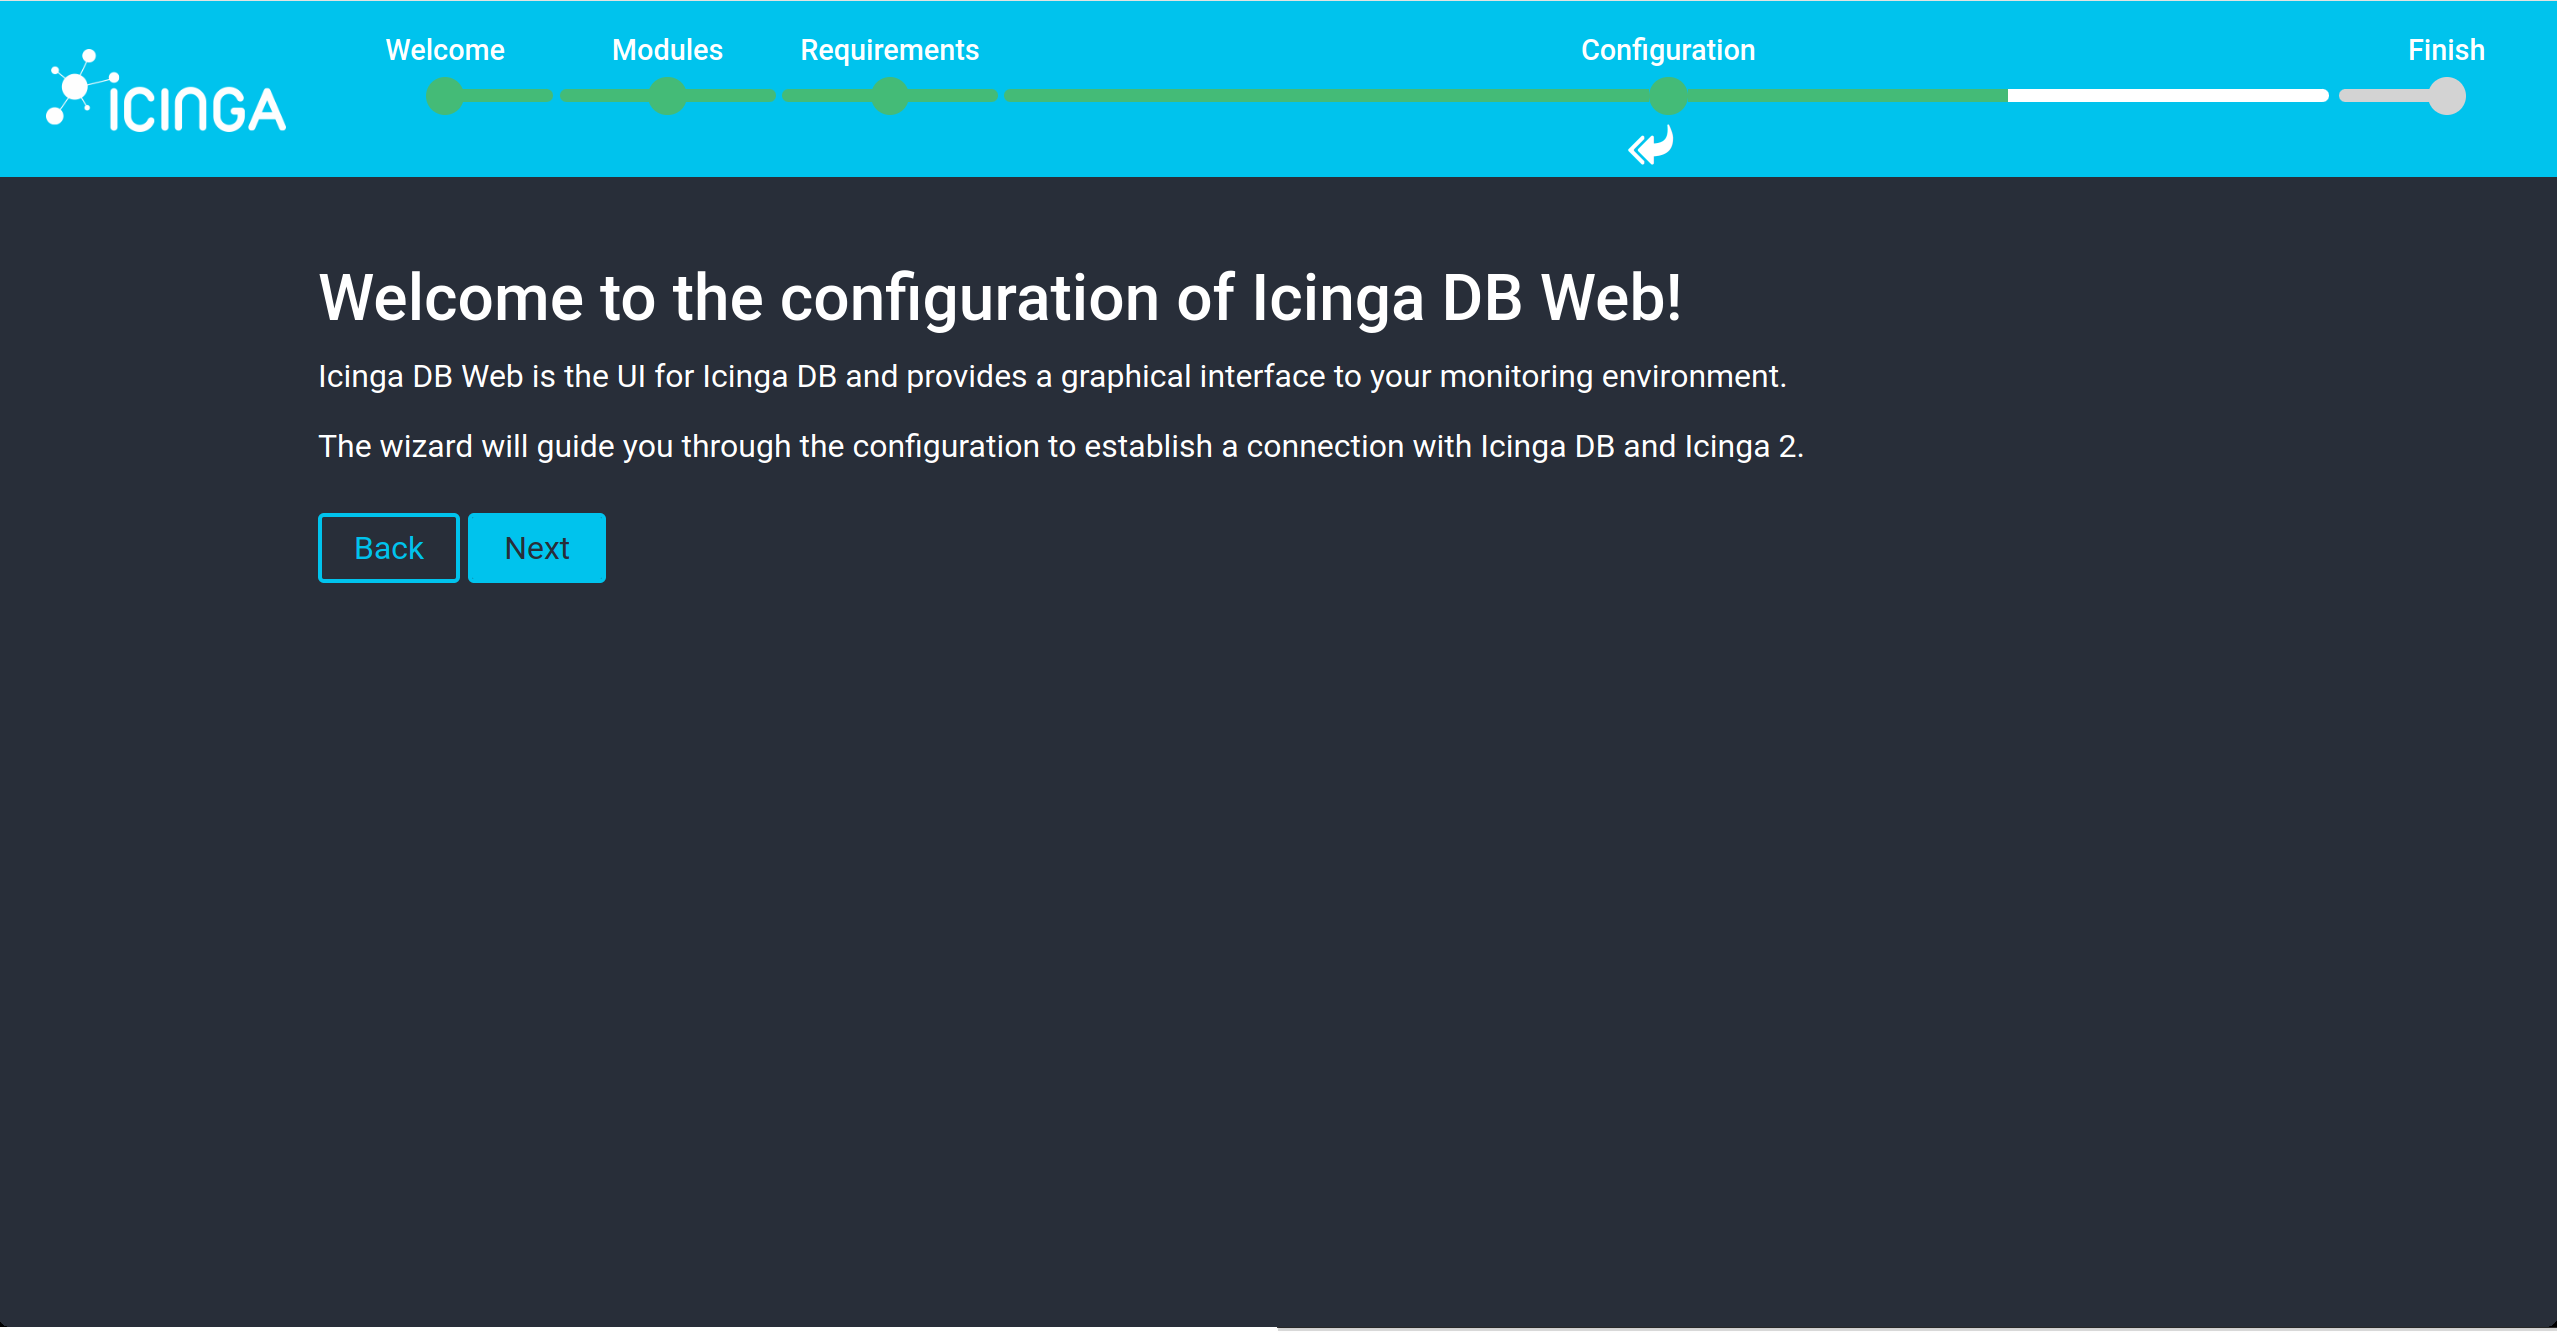 Welcome
Modules
Requirements
Configuration
Finish
ICINGA
Welcome to the configuration of Icinga DB Web!
Icinga DB Web is the UI for Icinga DB and provides a graphical interface to your monitoring environment.
The wizard will guide you through the configuration to establish a connection with Icinga DB and Icinga 2.
Back
Next